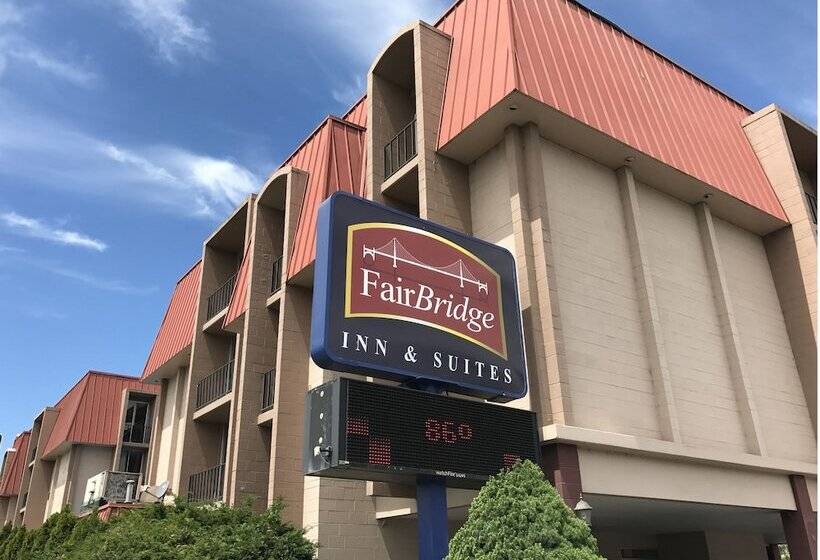 FairBridge
INN & SUITES
86°